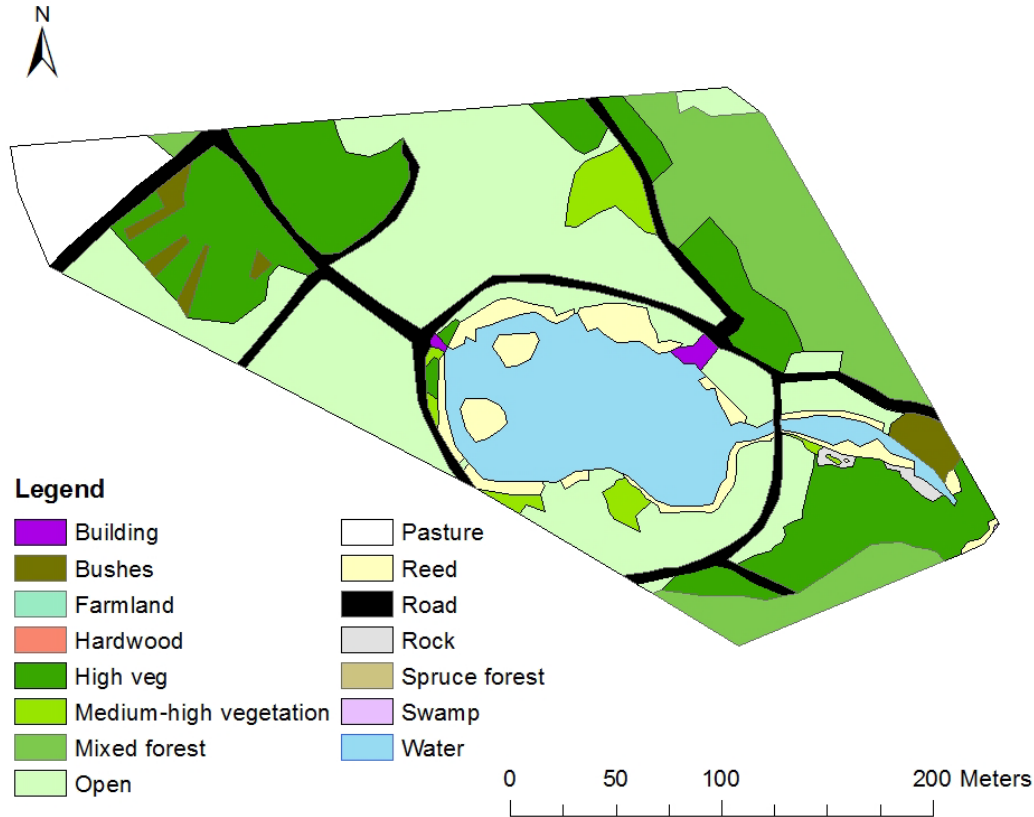 N
Legend
Building
Bushes
Farmland
Hardwood
High veg
Medium-high vegetation
Mixed forest
Open
Pasture
Reed
Road
Rock
Spruce forest
Swamp
Water
0 50 100 200 Meters